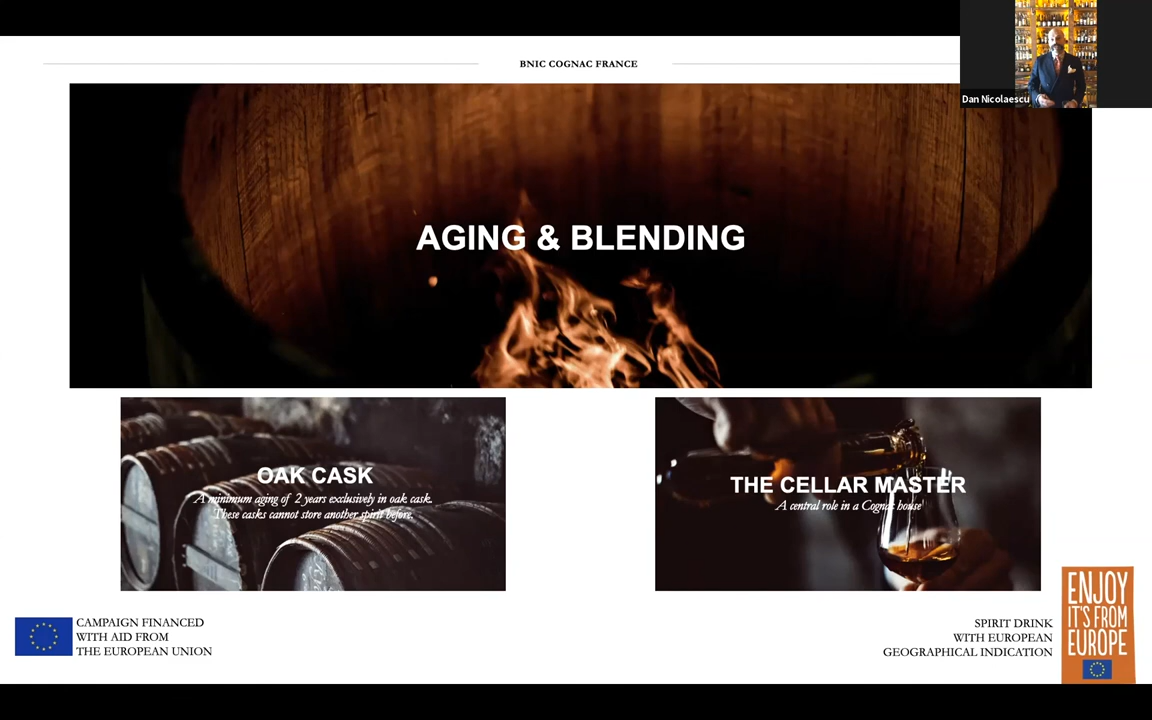 BNIC COGNAC FRANCE
Dan Nicolaescu
AGING & BLENDING
OAK CASK
A minimum aging of 2 years exclusively in oak cask.
These casks cannot store another spirit before.
THE CELLAR MASTER
A central role in a Cognac house
CAMPAIGN FINANCED
WITH AID FROM
THE EUROPEAN UNION
SPIRIT DRINK
WITH EUROPEAN
GEOGRAPHICAL INDICATION
ENJOY
IT'S FROM
EUROPE